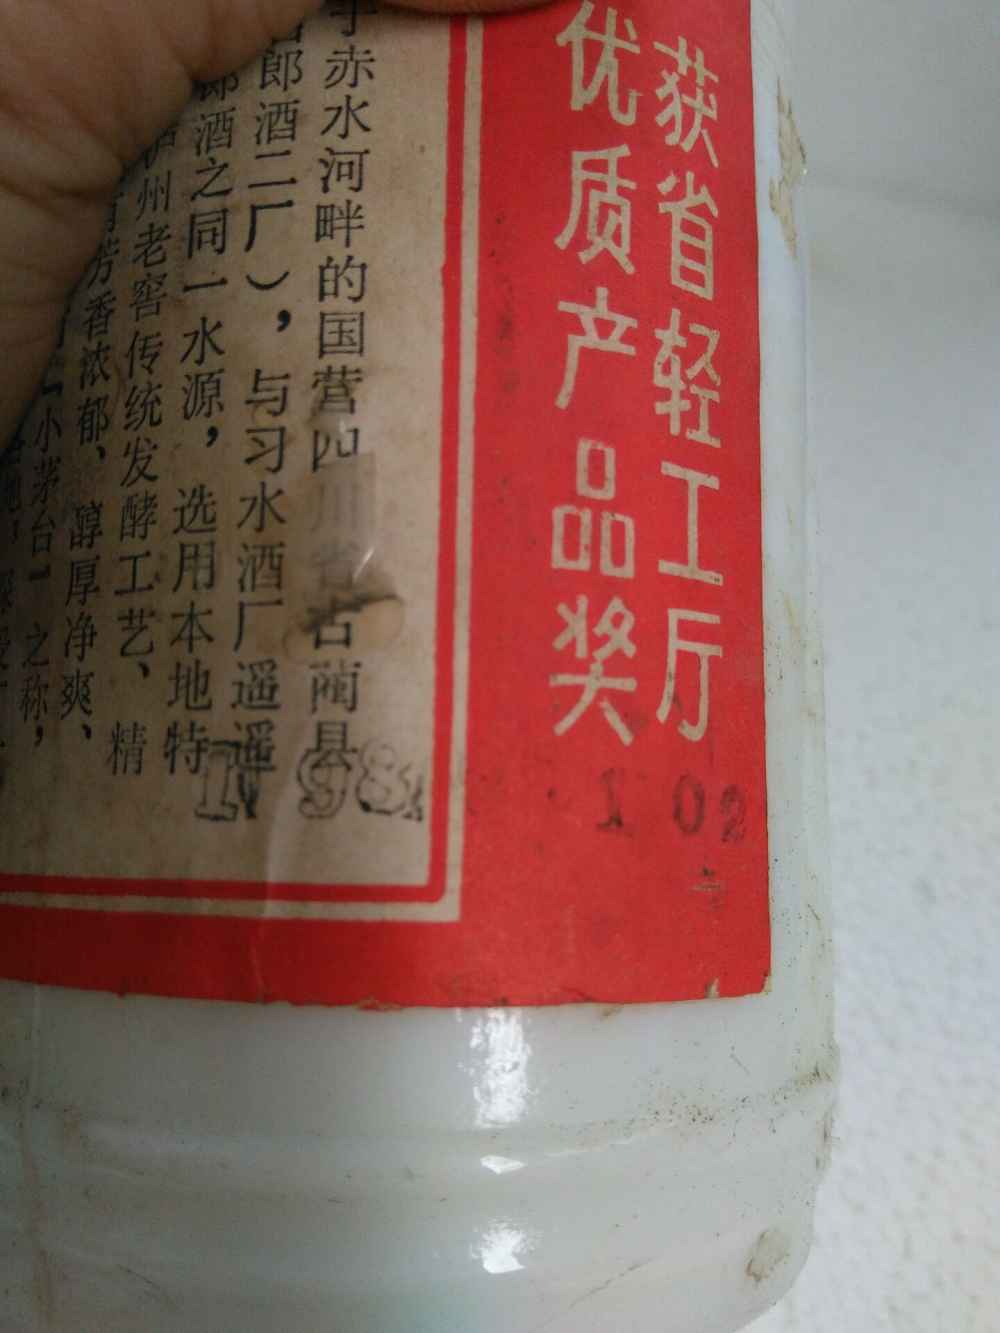 获省轻工厅
优质产品奖
赤水河畔的国营四川省古蔺县
郎酒二厂），与习水酒厂遥遥
郎酒之同一水源，选用本地特
泸州老窖传统发酵工艺、精
芳香浓郁、醇厚净爽、
“小茅台”之称，
102